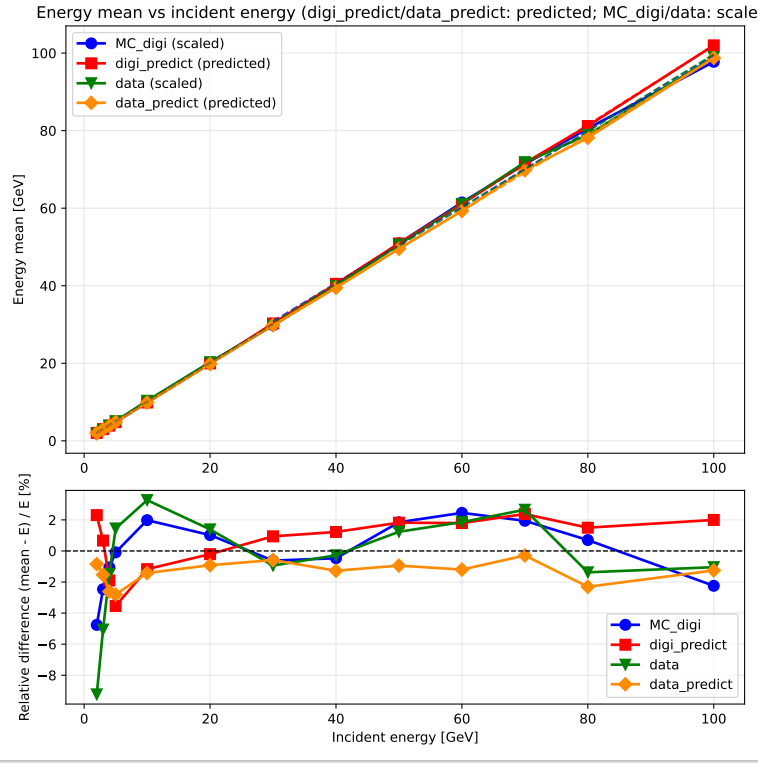 Energy mean vs incident energy (digi_predict/data_predict: predicted; MC_digi/data: scale
MC_digi (scaled)
digi_predict (predicted)
data (scaled)
data_predict (predicted)
Energy mean [GeV]
100
80
60
40
20
0
0 20 40 60 80 100
Relative difference (mean - E) / E [%]
2
0
−2
−4
−6
−8
MC_digi
digi_predict
data
data_predict
0 20 40 60 80 100
Incident energy [GeV]